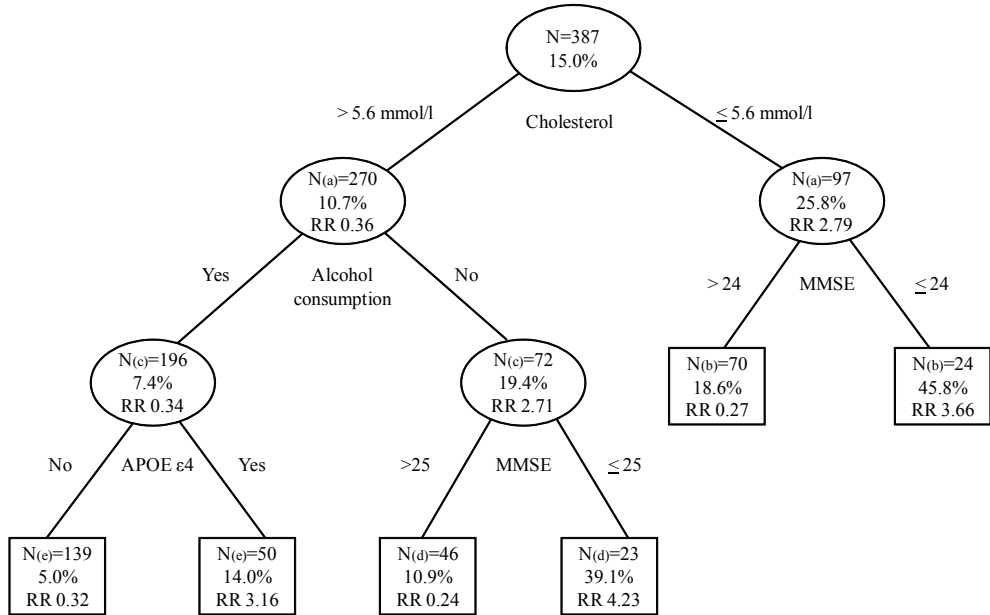 N=387
15.0%
> 5.6 mmol/l
≤ 5.6 mmol/l
Cholesterol
N(a)=270
10.7%
RR 0.36
N(a)=97
25.8%
RR 2.79
Yes
Alcohol
consumption
No
> 24
MMSE
≤ 24
N(c)=196
7.4%
RR 0.34
N(c)=72
19.4%
RR 2.71
N(b)=70
18.6%
RR 0.27
N(b)=24
45.8%
RR 3.66
No
APOE ε4
Yes
>25
MMSE
≤ 25
N(e)=139
5.0%
RR 0.32
N(e)=50
14.0%
RR 3.16
N(d)=46
10.9%
RR 0.24
N(d)=23
39.1%
RR 4.23